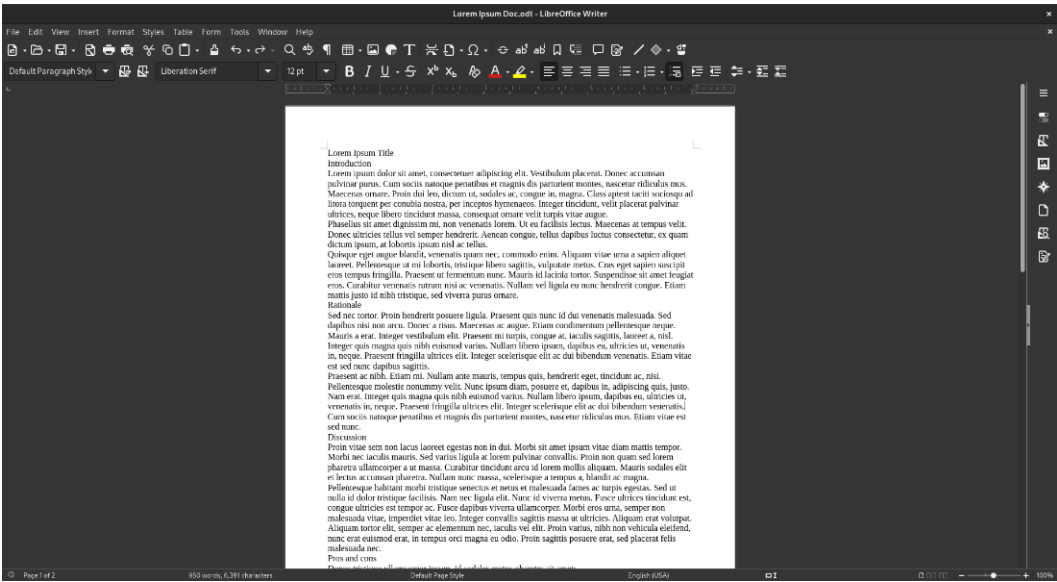 Lorem Ipsum Doc.odt - LibreOffice Writer
File Edit View Insert Format Styles Table Form Tools Window Help
Default Paragraph Style Liberation Serif 12 pt
Lorem Ipsum Title
Introduction
Lorem ipsum dolor sit amet, consectetuer adipiscing elit. Vestibulum placerat. Donec accumsan
pulvinar purus. Cum sociis natoque penatibus et magnis dis parturient montes, nascetur ridiculus mus.
Maecenas ornare. Proin dui leo, dictum ut, sodales ac, congue in, magna. Class aptent taciti sociosqu ad
litora torquent per conubia nostra, per inceptos hymenaeos. Integer tincidunt, velit placerat pulvinar
ultrices, neque libero tincidunt massa, consequat ornare velit turpis vitae augue.
Phasellus sit amet dignissim mi, non venenatis lorem. Ut eu facilisis lectus. Maecenas at tempus velit.
Donec ultricies tellus vel semper hendrerit. Aenean congue, tellus dapibus luctus consectetur, ex quam
dictum ipsum, at lobortis ipsum nisl ac tellus.
Quisque eget augue blandit, venenatis quam nec, commodo enim. Aliquam vitae urna a sapien aliquet
laoreet. Pellentesque ut mi lobortis, tristique libero sagittis, vulputate metus. Cras eget sapien suscipit
eros tempus fringilla. Praesent ut fermentum nunc. Mauris id lacinia tortor. Suspendisse sit amet feugiat
eros. Curabitur venenatis rutrum nisi ac venenatis. Nullam vel ligula eu nunc hendrerit congue. Etiam
mattis justo id nibh tristique, sed viverra purus ornare.
Rationale
Sed nec tortor. Proin hendrerit posuere ligula. Praesent quis nunc id dui venenatis malesuada. Sed
dapibus nisi non arcu. Donec a risus. Maecenas ac augue. Etiam condimentum pellentesque neque.
Mauris a erat. Integer vestibulum elit. Praesent mi turpis, congue at, iaculis sagittis, laoreet a, nisl.
Integer quis magna quis nibh euismod varius. Nullam libero ipsum, dapibus eu, ultricies ut, venenatis
in, neque. Praesent fringilla ultrices elit. Integer scelerisque elit ac dui bibendum venenatis. Etiam vitae
est sed nunc dapibus sagittis.
Praesent ac nibh. Etiam mi. Nullam ante mauris, tempus quis, hendrerit eget, tincidunt ac, nisi.
Pellentesque molestie nonummy velit. Nunc ipsum diam, posuere et, dapibus in, adipiscing quis, justo.
Nam erat. Integer quis magna quis nibh euismod varius. Nullam libero ipsum, dapibus eu, ultricies ut,
venenatis in, neque. Praesent fringilla ultrices elit. Integer scelerisque elit ac dui bibendum venenatis.
Cum sociis natoque penatibus et magnis dis parturient montes, nascetur ridiculus mus. Etiam vitae est
sed nunc.
Discussion
Proin vitae sem non lacus laoreet egestas non in dui. Morbi sit amet ipsum vitae diam mattis tempor.
Morbi nec iaculis mauris. Sed varius ligula at lorem pulvinar convallis. Proin non quam sed lorem
pharetra ullamcorper a ut massa. Curabitur tincidunt arcu id lorem mollis aliquam. Mauris sodales elit
et lectus accumsan pharetra. Nullam nunc massa, scelerisque a tempus a, blandit ac magna.
Pellentesque habitant morbi tristique senectus et netus et malesuada fames ac turpis egestas. Sed ut
nulla id dolor tristique facilisis. Nam nec ligula elit. Nunc id viverra metus. Fusce ultrices tincidunt est,
congue ultricies est tempor ac. Fusce dapibus viverra ullamcorper. Morbi eros urna, semper non
malesuada vitae, imperdiet vitae leo. Integer convallis sagittis massa ut ultricies. Aliquam erat volutpat.
Aliquam tortor elit, semper ac elementum nec, iaculis vel elit. Proin varius, nibh non vehicula eleifend,
nunc erat euismod erat, in tempus orci magna eu odio. Proin sagittis posuere erat, sed placerat felis
malesuada nec.
Pros and cons
Page 1 of 2 950 words, 6,391 characters Default Page Style English (USA) 100%